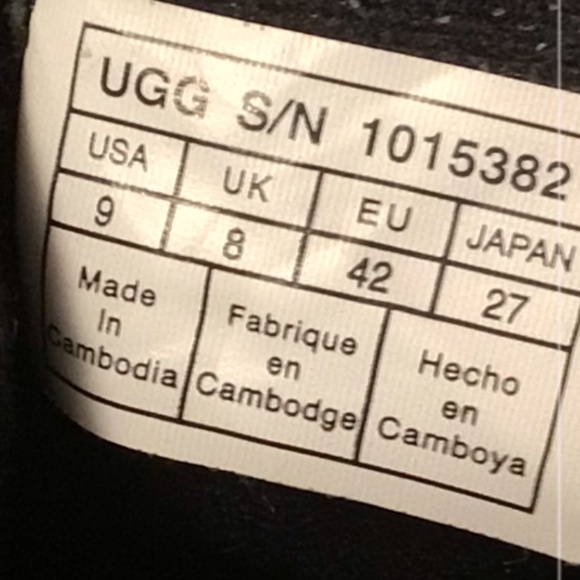 UGG S/N 1015382
USA UK EU JAPAN
9 8 42 27
Made
In
Cambodia
Fabrique
en
Cambodge
Hecho
en
Camboya